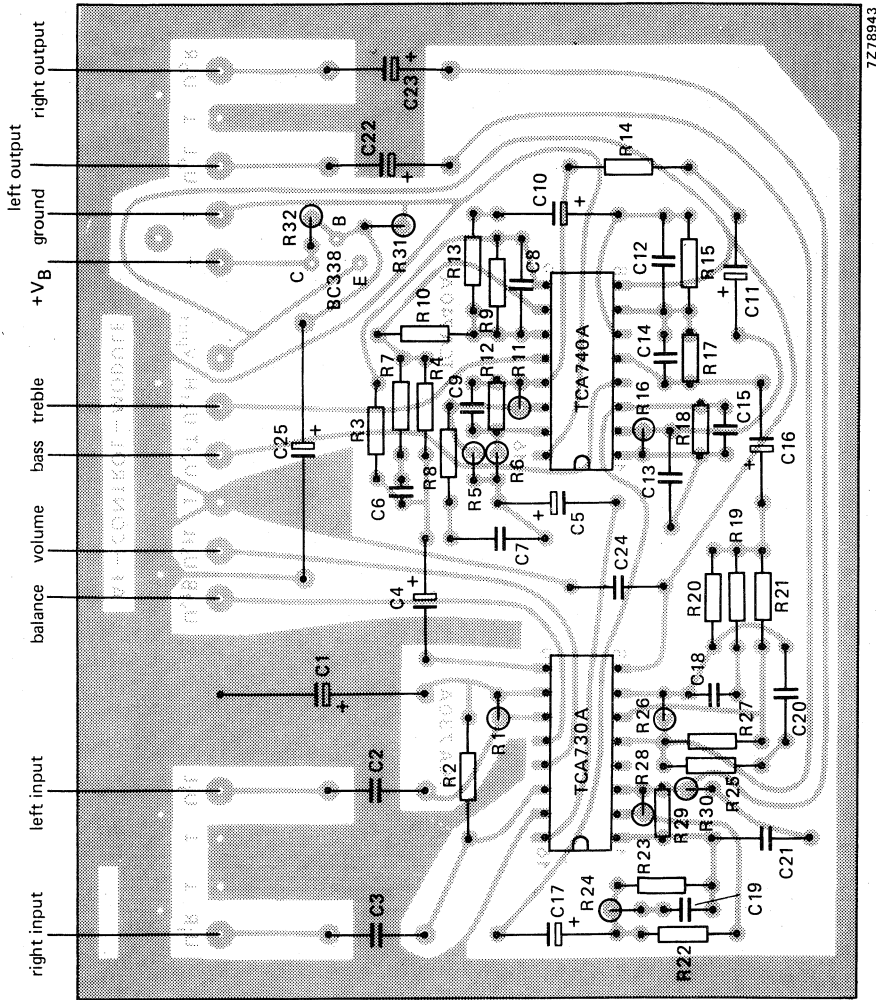 right output
left output
ground
+VB
treble
bass
volume
balance
left input
right input
7Z78943
C23
C22
R14
R32
B
C
BC338
E
R31
C10
R13
C8
R9
R10
C12
R15
C11
TCA740A
R7
R4
R12
R11
C9
C14
R17
R3
R8
R5
R6
R16
R18
C15
C25
C6
C13
C16
C5
C7
C24
R19
C4
R20
R21
C1
C18
R1
R26
R27
C20
TCA730A
R2
R28
C2
R25
R30
R29
R23
C21
C3
C17
R24
C19
R22
AF-CONTROL-MODULE